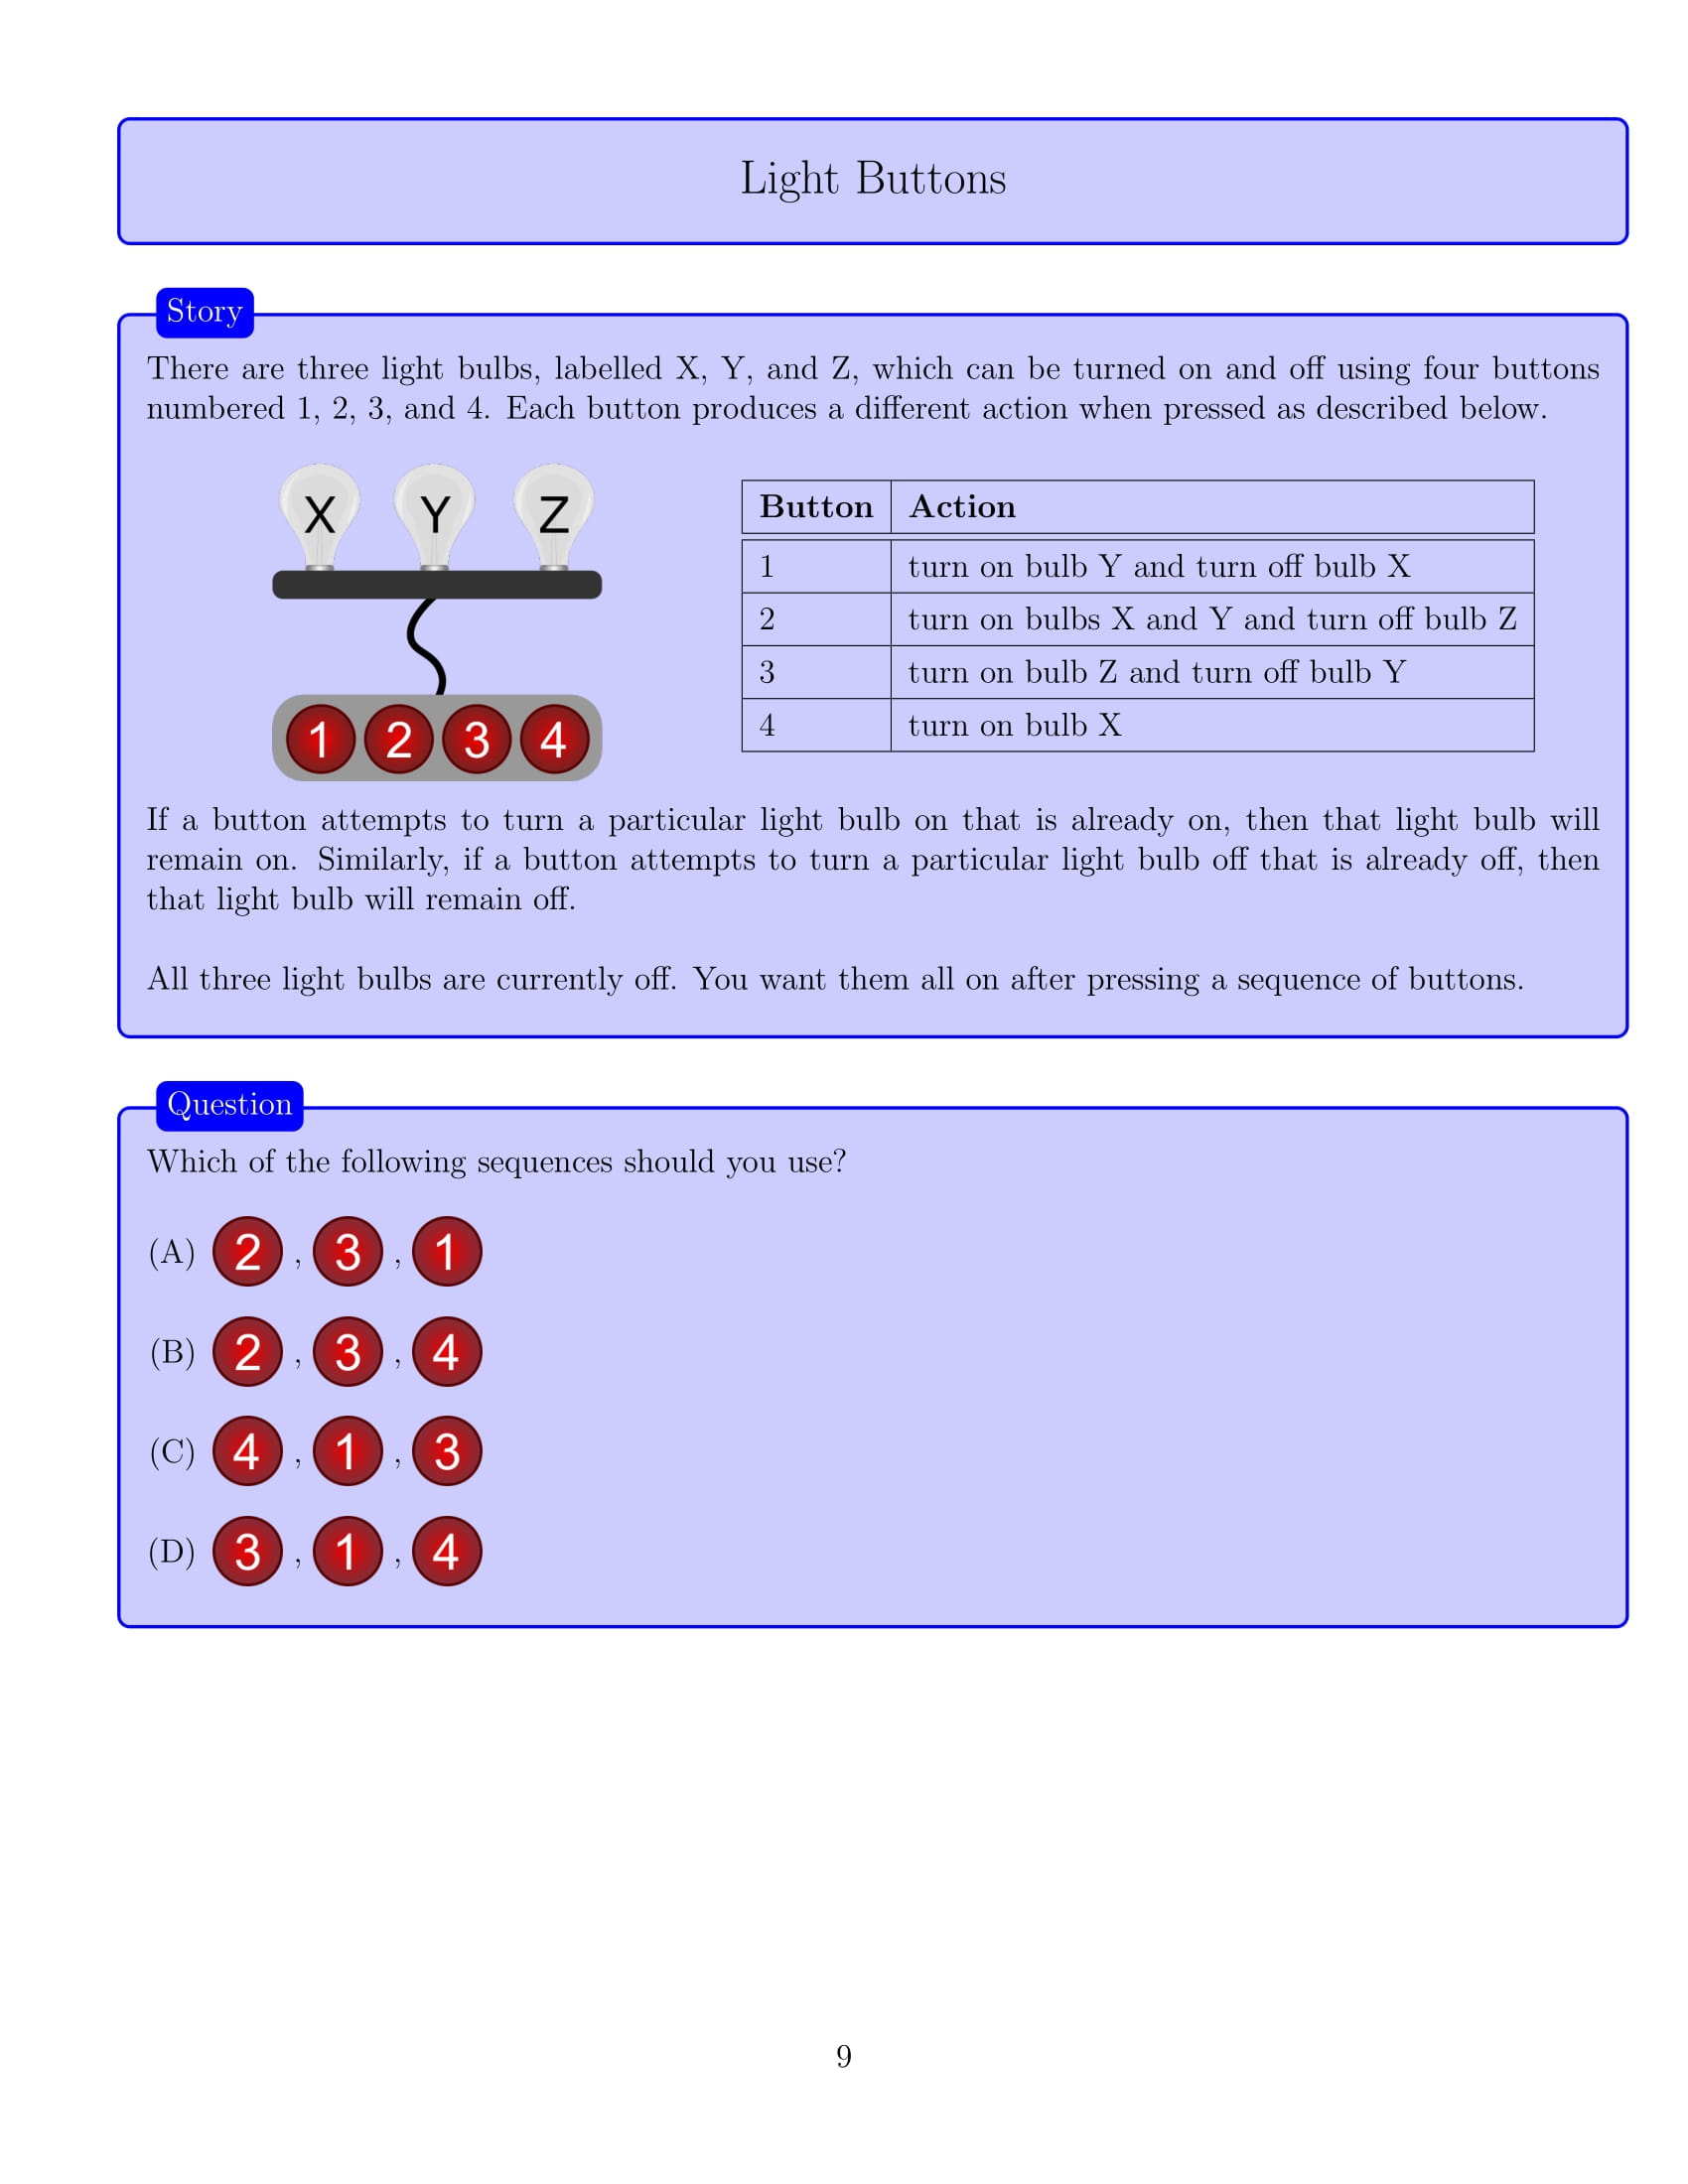 Light Buttons
Story
There are three light bulbs, labelled X, Y, and Z, which can be turned on and off using four buttons
numbered 1, 2, 3, and 4. Each button produces a different action when pressed as described below.
X Y Z
1 2 3 4
Button Action
1 turn on bulb Y and turn off bulb X
2 turn on bulbs X and Y and turn off bulb Z
3 turn on bulb Z and turn off bulb Y
4 turn on bulb X
If a button attempts to turn a particular light bulb on that is already on, then that light bulb will
remain on. Similarly, if a button attempts to turn a particular light bulb off that is already off, then
that light bulb will remain off.
All three light bulbs are currently off. You want them all on after pressing a sequence of buttons.
Question
Which of the following sequences should you use?
(A) 2 , 3 , 1
(B) 2 , 3 , 4
(C) 4 , 1 , 3
(D) 3 , 1 , 4
9